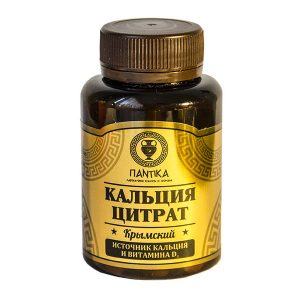 ПАНТИКА
КАЛЬЦИЯ
ЦИТРАТ
Крымский
ИСТОЧНИК КАЛЬЦИЯ
И ВИТАМИНА D₃